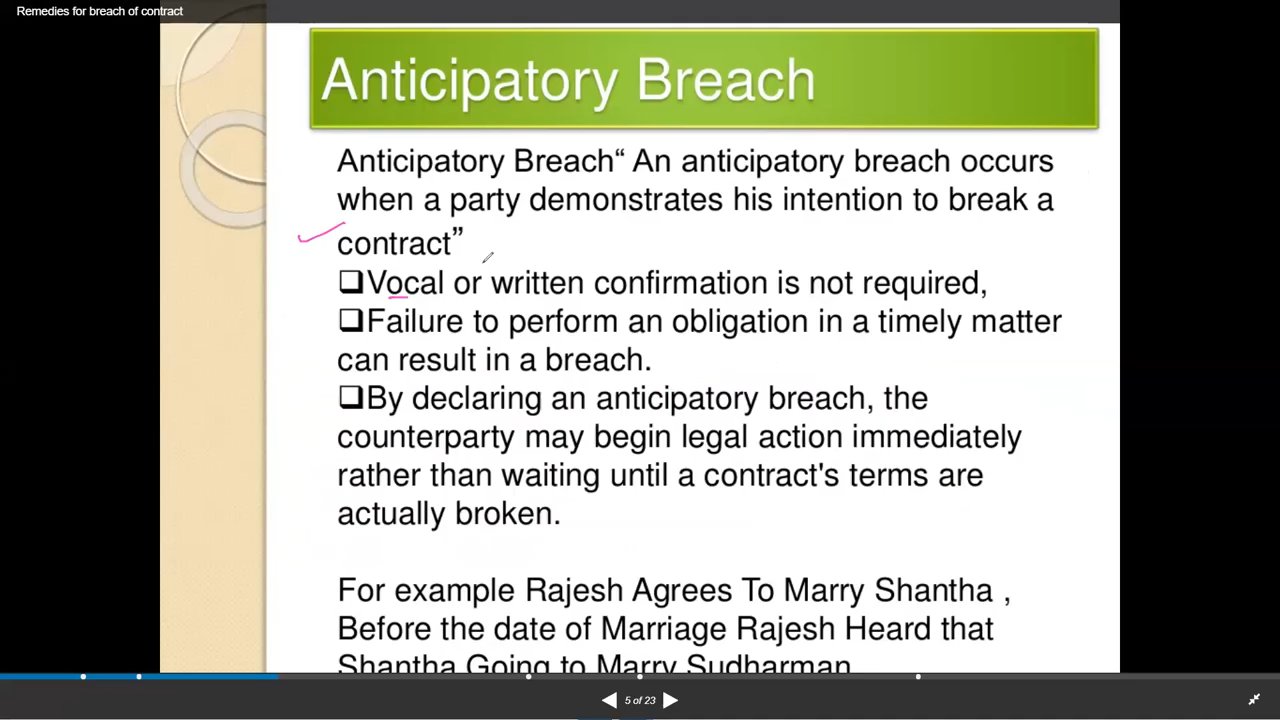 Remedies for breach of contract
Anticipatory Breach
Anticipatory Breach“ An anticipatory breach occurs
when a party demonstrates his intention to break a
contract”
❑Vocal or written confirmation is not required,
❑Failure to perform an obligation in a timely matter
can result in a breach.
❑By declaring an anticipatory breach, the
counterparty may begin legal action immediately
rather than waiting until a contract's terms are
actually broken.
For example Rajesh Agrees To Marry Shantha ,
Before the date of Marriage Rajesh Heard that
Shantha Going to Marry Sudharman
5 of 23